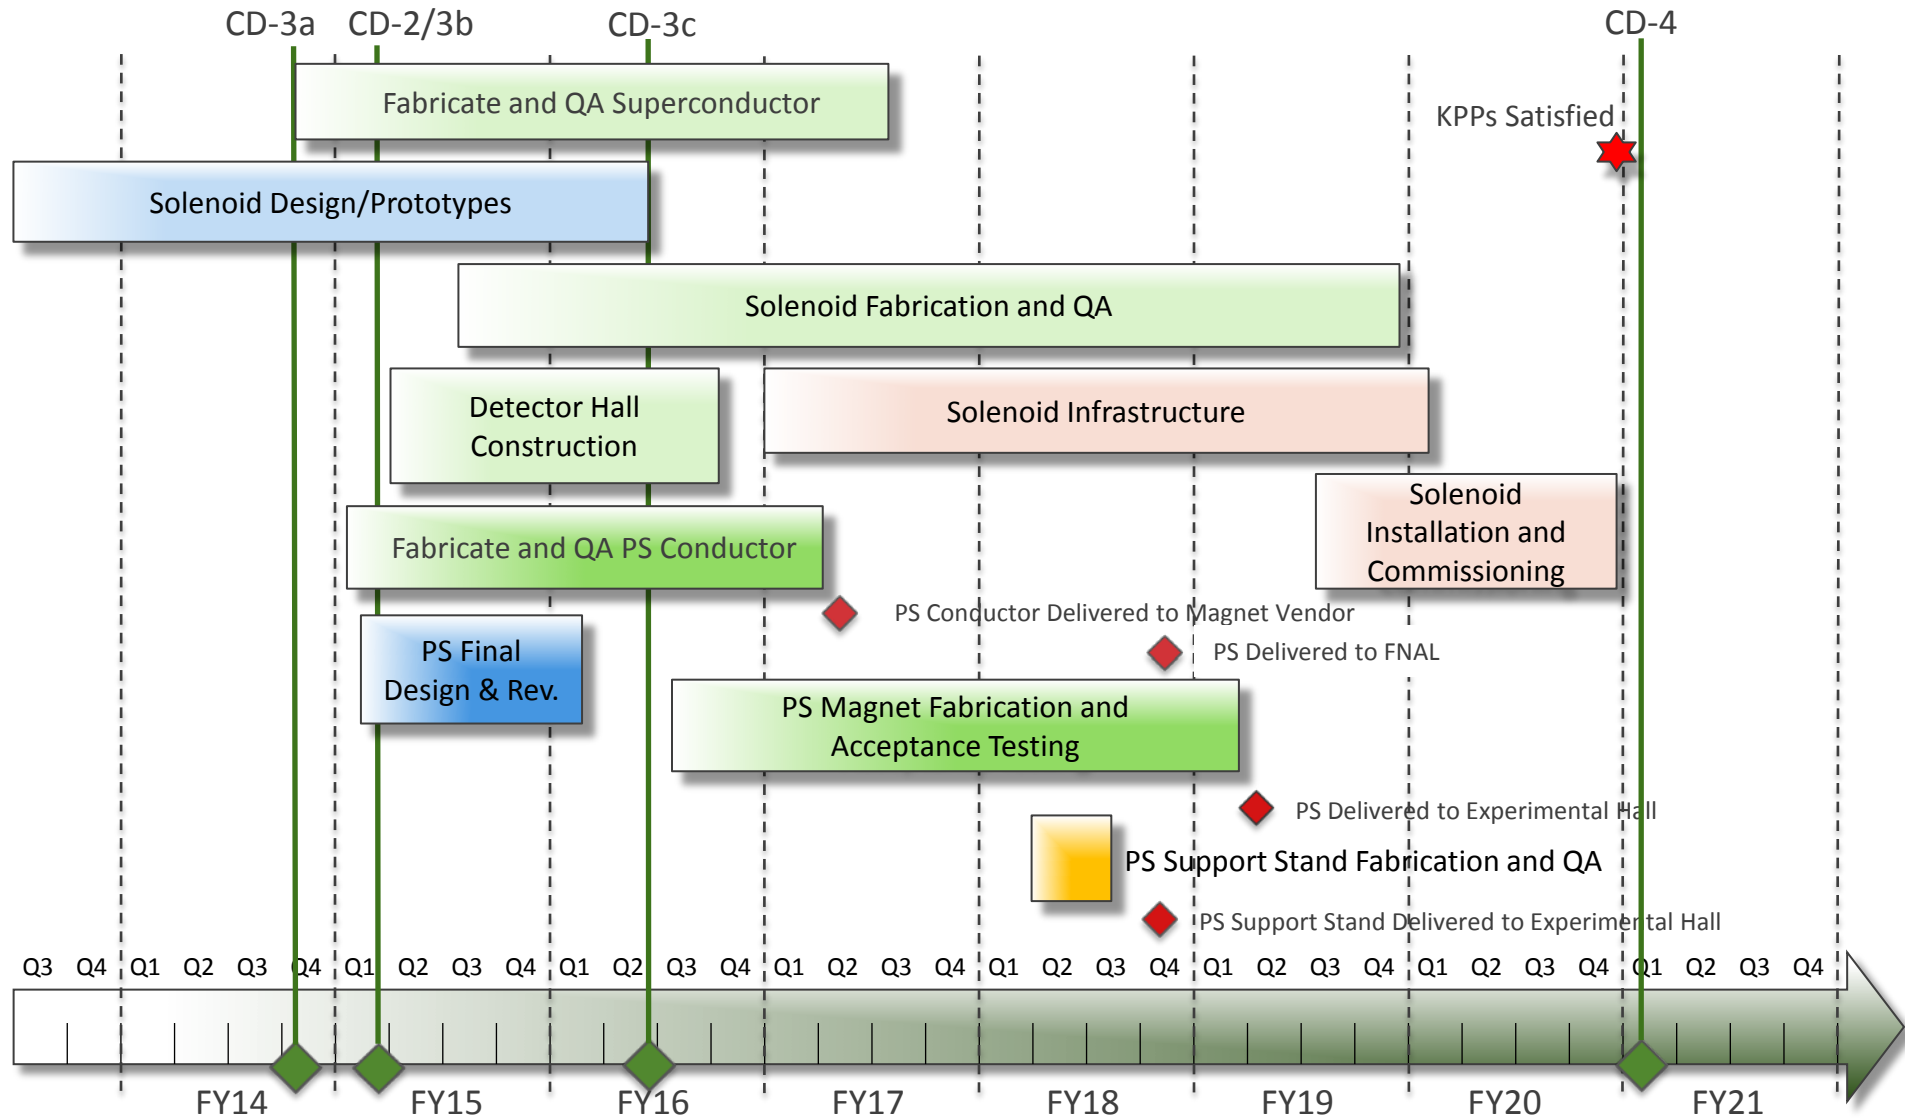 CD-3a
CD-2/3b
CD-3c
CD-4
Fabricate and QA Superconductor
KPPs Satisfied
Solenoid Design/Prototypes
Solenoid Fabrication and QA
Detector Hall
Construction
Solenoid Infrastructure
Solenoid
Installation and
Commissioning
Fabricate and QA PS Conductor
PS Conductor Delivered to Magnet Vendor
PS Final
Design & Rev.
PS Delivered to FNAL
PS Magnet Fabrication and
Acceptance Testing
PS Delivered to Experimental Hall
PS Support Stand Fabrication and QA
PS Support Stand Delivered to Experimental Hall
Q3 Q4 Q1 Q2 Q3 Q4 Q1 Q2 Q3 Q4 Q1 Q2 Q3 Q4 Q1 Q2 Q3 Q4 Q1 Q2 Q3 Q4 Q1 Q2 Q3 Q4 Q1 Q2 Q3 Q4 Q1 Q2 Q3 Q4
FY14 FY15 FY16 FY17 FY18 FY19 FY20 FY21